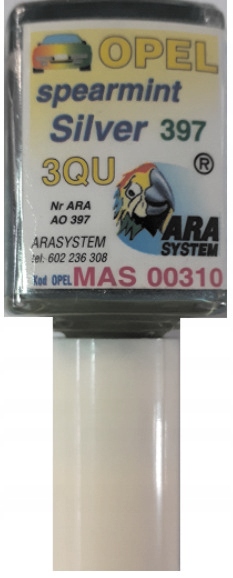 OPEL
spearmint
Silver 397
3QU ®
Nr ARA
AO 397
ARA
SYSTEM
ARASYSTEM
tel: 602 236 308
Kod OPEL MAS 00310